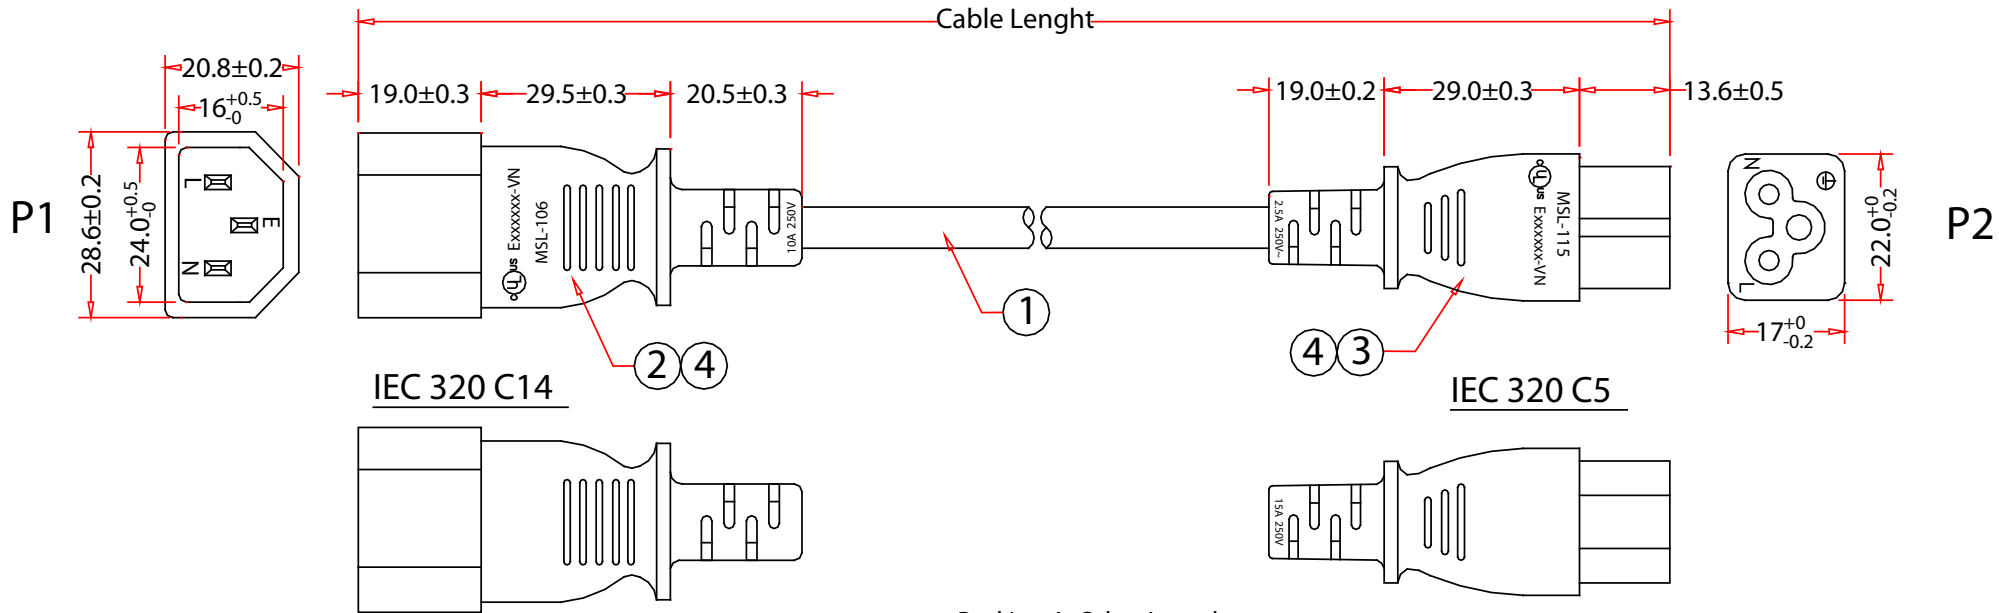 Cable Lenght
20.8±0.2
16 +0.5 -0
28.6±0.2
24.0 +0.5 -0
P1
L
E
N
19.0±0.3
29.5±0.3
20.5±0.3
c UL us Exxxxxx-VN
MSL-106
10A 250V
1
2 4
IEC 320 C14
19.0±0.2
29.0±0.3
13.6±0.5
2.5A 250V~
MSL-115
c UL us Exxxxxx-VN
4 3
IEC 320 C5
N
L
22.0 +0 -0.2
17 +0 -0.2
P2
15A 250V